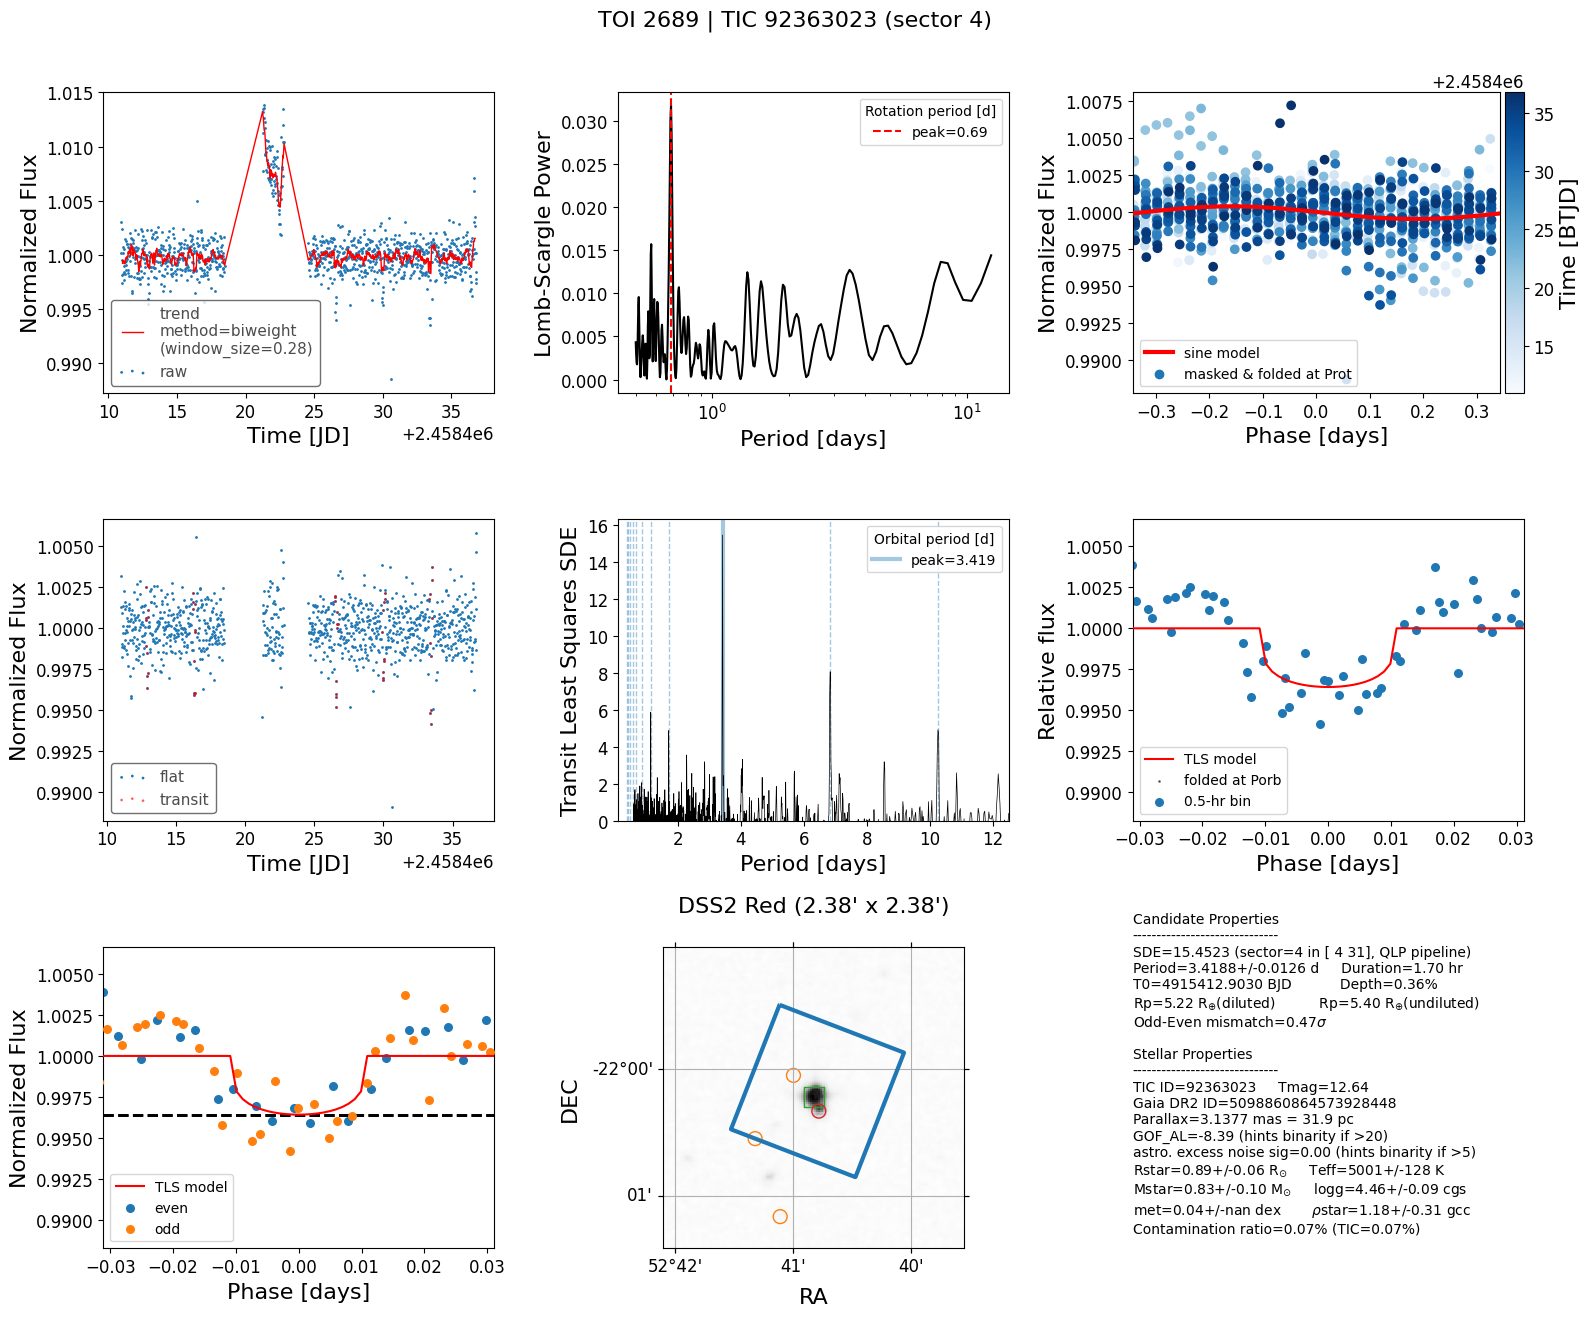 TOI 2689 | TIC 92363023 (sector 4)
Normalized Flux
1.015
1.010
1.005
1.000
0.995
0.990
trend
method=biweight
(window_size=0.28)
raw
10 15 20 25 30 35
Time [JD]
+2.4584e6
Lomb-Scargle Power
0.030
0.025
0.020
0.015
0.010
0.005
0.000
Rotation period [d]
peak=0.69
10⁰ 10¹
Period [days]
+2.4584e6
Normalized Flux
1.0075
1.0050
1.0025
1.0000
0.9975
0.9950
0.9925
0.9900
sine model
masked & folded at Prot
−0.3 −0.2 −0.1 0.0 0.1 0.2 0.3
Phase [days]
35
30
25
20
15
Time [BTJD]
Normalized Flux
1.0050
1.0025
1.0000
0.9975
0.9950
0.9925
0.9900
flat
transit
10 15 20 25 30 35
Time [JD]
+2.4584e6
Transit Least Squares SDE
16
14
12
10
8
6
4
2
0
Orbital period [d]
peak=3.419
2 4 6 8 10 12
Period [days]
Relative flux
1.0050
1.0025
1.0000
0.9975
0.9950
0.9925
0.9900
TLS model
folded at Porb
0.5-hr bin
−0.03 −0.02 −0.01 0.00 0.01 0.02 0.03
Phase [days]
Normalized Flux
1.0050
1.0025
1.0000
0.9975
0.9950
0.9925
0.9900
TLS model
even
odd
−0.03 −0.02 −0.01 0.00 0.01 0.02 0.03
Phase [days]
DSS2 Red (2.38' x 2.38')
DEC
-22°00'
01'
52°42' 41' 40'
RA
Candidate Properties
------------------------------
SDE=15.4523 (sector=4 in [ 4 31], QLP pipeline)
Period=3.4188+/-0.0126 d Duration=1.70 hr
T0=4915412.9030 BJD Depth=0.36%
Rp=5.22 R⊕(diluted) Rp=5.40 R⊕(undiluted)
Odd-Even mismatch=0.47σ
Stellar Properties
------------------------------
TIC ID=92363023 Tmag=12.64
Gaia DR2 ID=5098860864573928448
Parallax=3.1377 mas = 31.9 pc
GOF_AL=-8.39 (hints binarity if >20)
astro. excess noise sig=0.00 (hints binarity if >5)
Rstar=0.89+/-0.06 R⊙ Teff=5001+/-128 K
Mstar=0.83+/-0.10 M⊙ logg=4.46+/-0.09 cgs
met=0.04+/-nan dex ρstar=1.18+/-0.31 gcc
Contamination ratio=0.07% (TIC=0.07%)